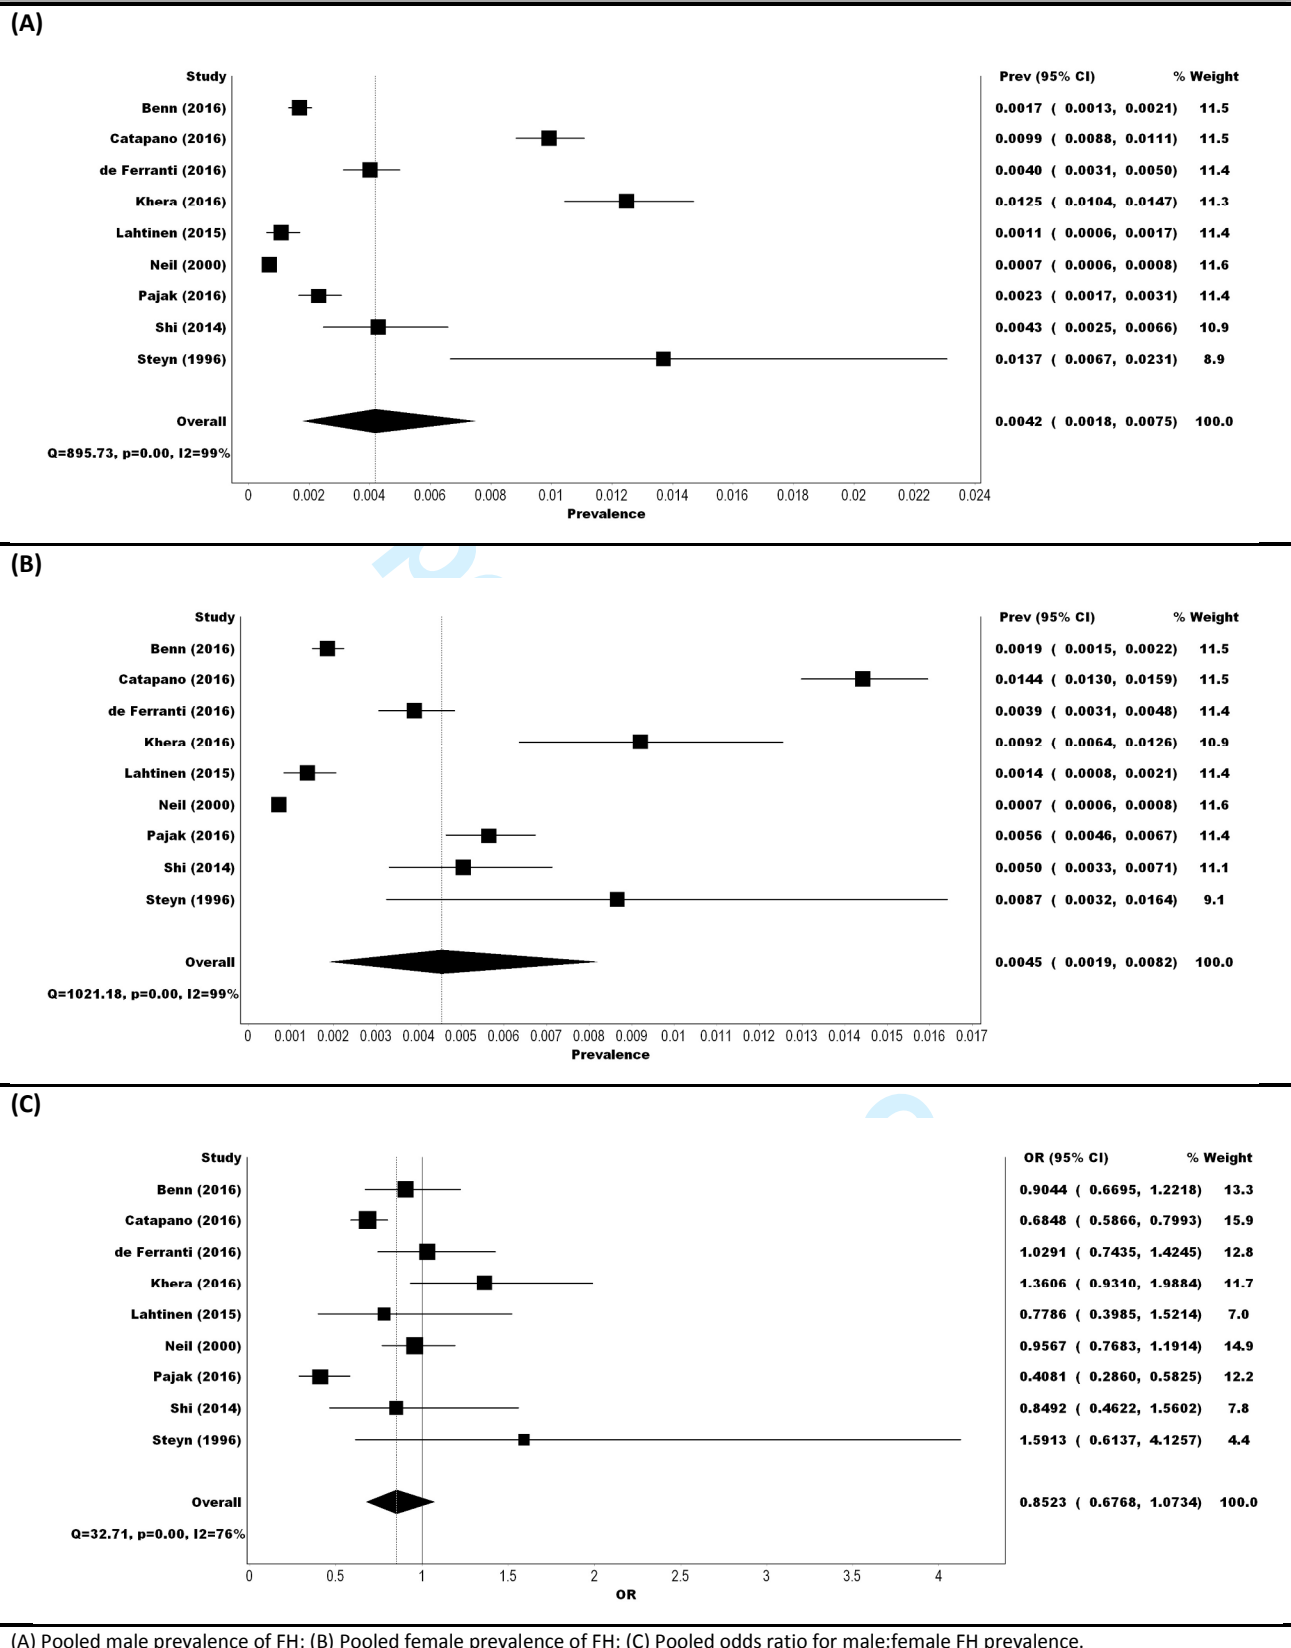 (A)
Study Prev (95% CI) % Weight
Benn (2016) 0.0017 ( 0.0013, 0.0021) 11.5
Catapano (2016) 0.0099 ( 0.0088, 0.0111) 11.5
de Ferranti (2016) 0.0040 ( 0.0031, 0.0050) 11.4
Khera (2016) 0.0125 ( 0.0104, 0.0147) 11.3
Lahtinen (2015) 0.0011 ( 0.0006, 0.0017) 11.4
Neil (2000) 0.0007 ( 0.0006, 0.0008) 11.6
Pajak (2016) 0.0023 ( 0.0017, 0.0031) 11.4
Shi (2014) 0.0043 ( 0.0025, 0.0066) 10.9
Steyn (1996) 0.0137 ( 0.0067, 0.0231) 8.9
Overall 0.0042 ( 0.0018, 0.0075) 100.0
Q=895.73, p=0.00, I2=99%
0 0.002 0.004 0.006 0.008 0.01 0.012 0.014 0.016 0.018 0.02 0.022 0.024
Prevalence
(B)
Study Prev (95% CI) % Weight
Benn (2016) 0.0019 ( 0.0015, 0.0022) 11.5
Catapano (2016) 0.0144 ( 0.0130, 0.0159) 11.5
de Ferranti (2016) 0.0039 ( 0.0031, 0.0048) 11.4
Khera (2016) 0.0092 ( 0.0064, 0.0126) 10.9
Lahtinen (2015) 0.0014 ( 0.0008, 0.0021) 11.4
Neil (2000) 0.0007 ( 0.0006, 0.0008) 11.6
Pajak (2016) 0.0056 ( 0.0046, 0.0067) 11.4
Shi (2014) 0.0050 ( 0.0033, 0.0071) 11.1
Steyn (1996) 0.0087 ( 0.0032, 0.0164) 9.1
Overall 0.0045 ( 0.0019, 0.0082) 100.0
Q=1021.18, p=0.00, I2=99%
0 0.001 0.002 0.003 0.004 0.005 0.006 0.007 0.008 0.009 0.01 0.011 0.012 0.013 0.014 0.015 0.016 0.017
Prevalence
(C)
Study OR (95% CI) % Weight
Benn (2016) 0.9044 ( 0.6695, 1.2218) 13.3
Catapano (2016) 0.6848 ( 0.5866, 0.7993) 15.9
de Ferranti (2016) 1.0291 ( 0.7435, 1.4245) 12.8
Khera (2016) 1.3606 ( 0.9310, 1.9884) 11.7
Lahtinen (2015) 0.7786 ( 0.3985, 1.5214) 7.0
Neil (2000) 0.9567 ( 0.7683, 1.1914) 14.9
Pajak (2016) 0.4081 ( 0.2860, 0.5825) 12.2
Shi (2014) 0.8492 ( 0.4622, 1.5602) 7.8
Steyn (1996) 1.5913 ( 0.6137, 4.1257) 4.4
Overall 0.8523 ( 0.6768, 1.0734) 100.0
Q=32.71, p=0.00, I2=76%
0 0.5 1 1.5 2 2.5 3 3.5 4
OR
(A) Pooled male prevalence of FH; (B) Pooled female prevalence of FH; (C) Pooled odds ratio for male:female FH prevalence.